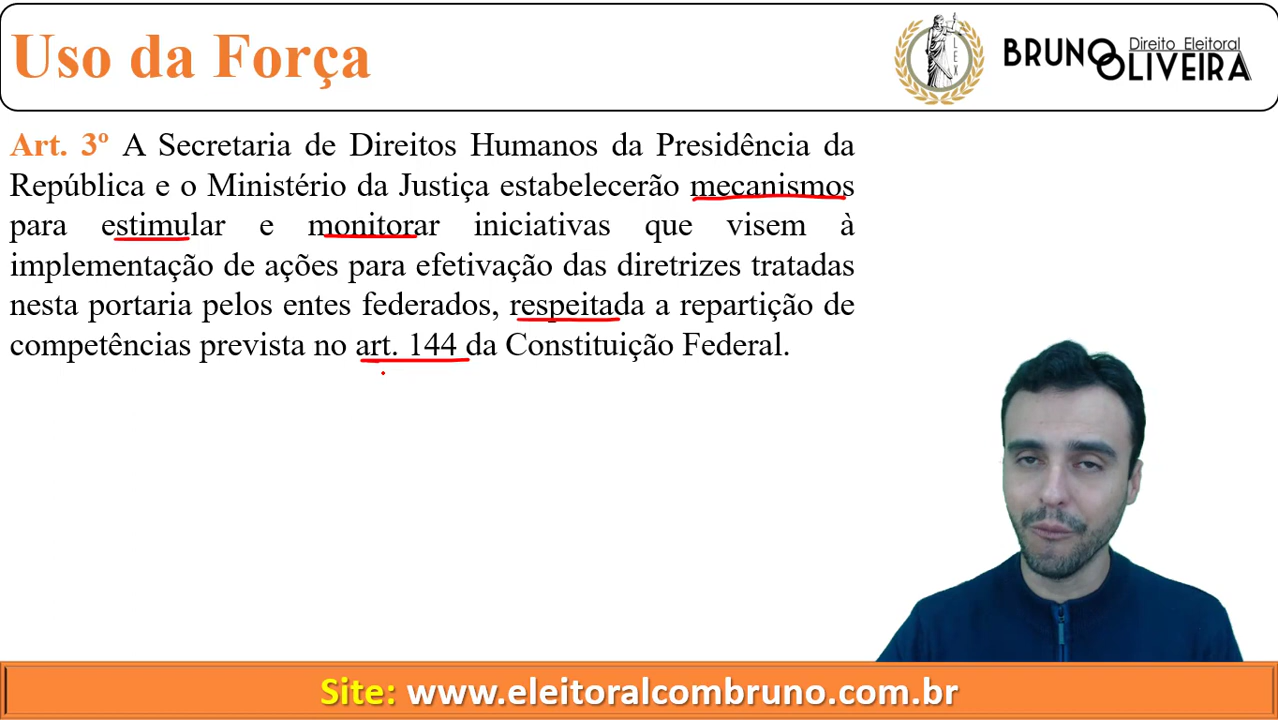 Uso da Força
LEX
BRUNO OLIVEIRA
Direito Eleitoral
Art. 3º A Secretaria de Direitos Humanos da Presidência da
República e o Ministério da Justiça estabelecerão mecanismos
para estimular e monitorar iniciativas que visem à
implementação de ações para efetivação das diretrizes tratadas
nesta portaria pelos entes federados, respeitada a repartição de
competências prevista no art. 144 da Constituição Federal.
Site: www.eleitoralcombruno.com.br